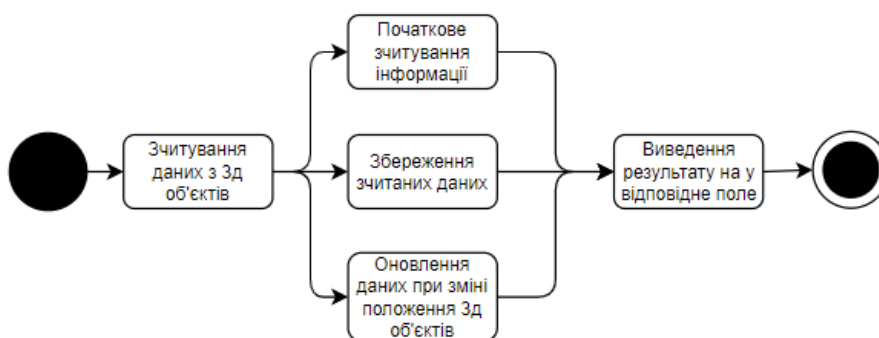 Початкове
зчитування
інформації
Зчитування
даних з 3д
об'єктів
Збереження
зчитаних даних
Виведення
результату на у
відповідне поле
Оновлення
даних при зміні
положення 3д
об'єктів